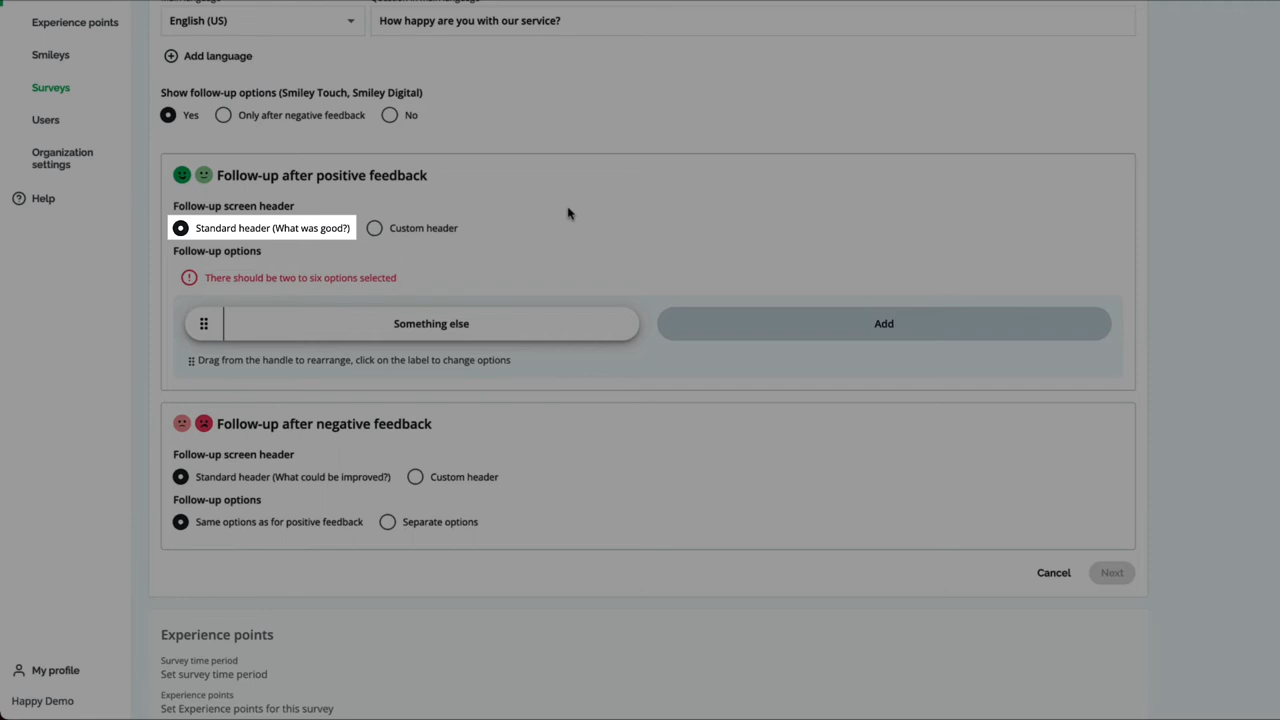 Experience points
Smileys
Surveys
Users
Organization
settings
Help
My profile
Happy Demo
English (US)
How happy are you with our service?
Add language
Show follow-up options (Smiley Touch, Smiley Digital)
Yes
Only after negative feedback
No
Follow-up after positive feedback
Follow-up screen header
Standard header (What was good?)
Custom header
Follow-up options
There should be two to six options selected
Something else
Add
Drag from the handle to rearrange, click on the label to change options
Follow-up after negative feedback
Follow-up screen header
Standard header (What could be improved?)
Custom header
Follow-up options
Same options as for positive feedback
Separate options
Cancel
Next
Experience points
Survey time period
Set survey time period
Experience points
Set Experience points for this survey